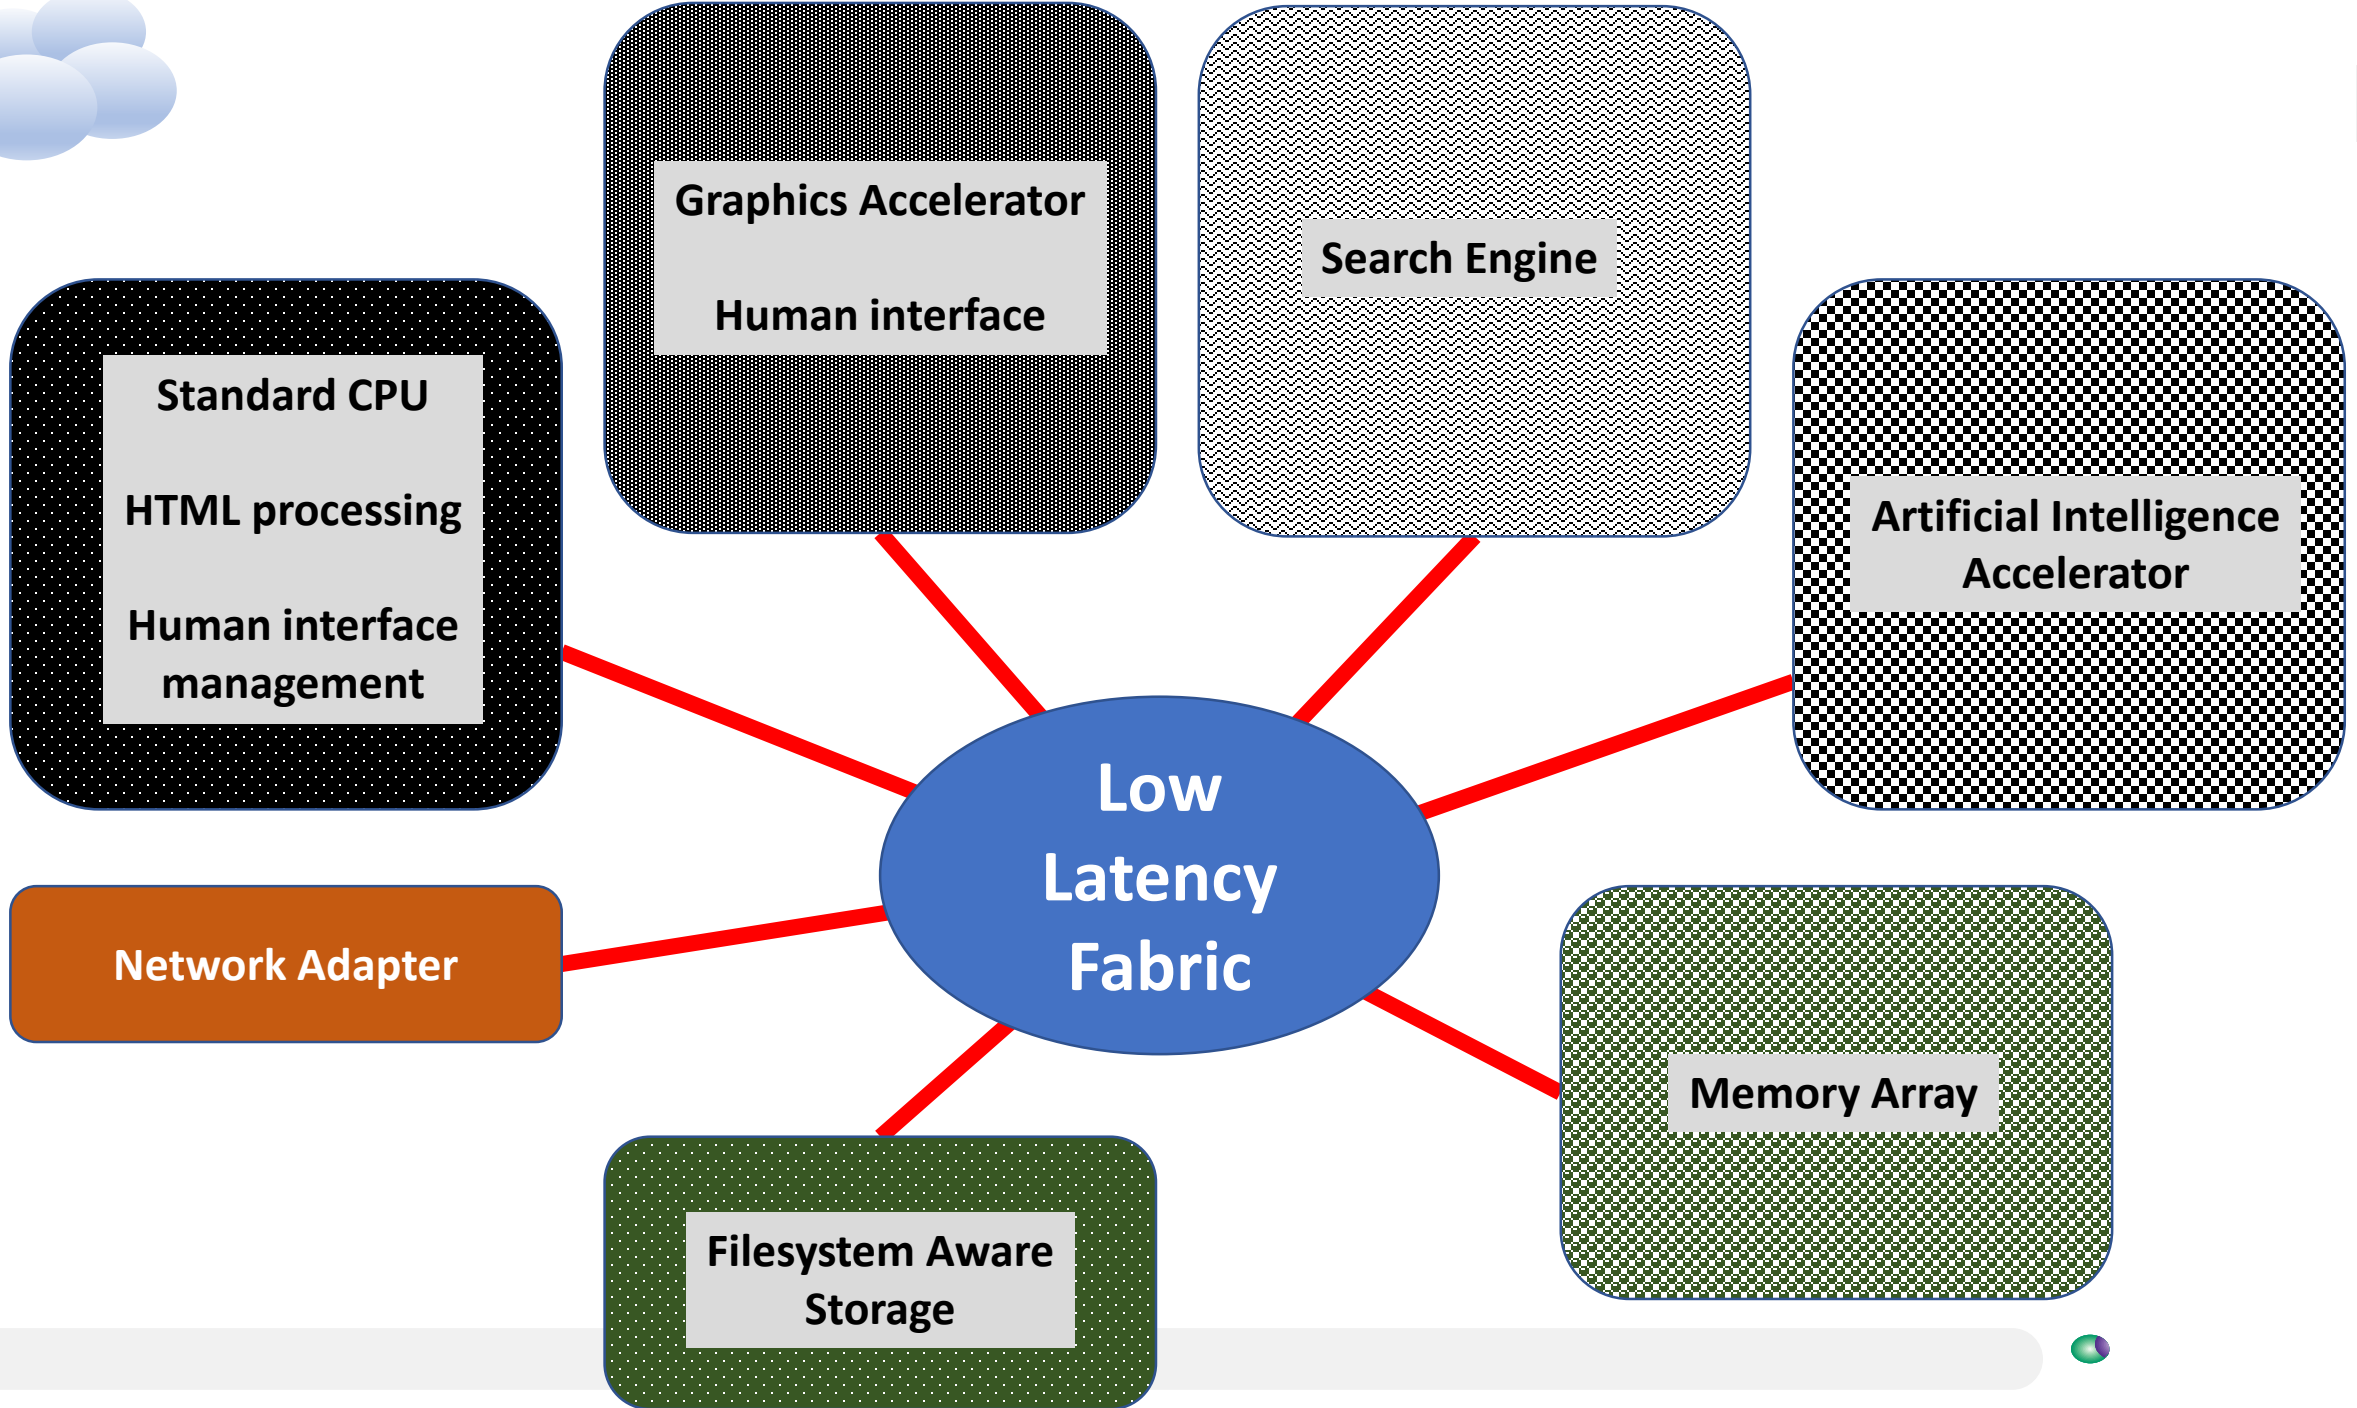 Graphics Accelerator
Human interface
Search Engine
Standard CPU
HTML processing
Human interface
management
Artificial Intelligence
Accelerator
Low
Latency
Fabric
Network Adapter
Memory Array
Filesystem Aware
Storage